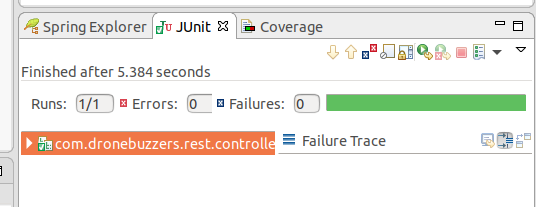 Spring Explorer JUnit Coverage
Finished after 5.384 seconds
Runs: 1/1 Errors: 0 Failures: 0
com.dronebuzzers.rest.controlle Failure Trace